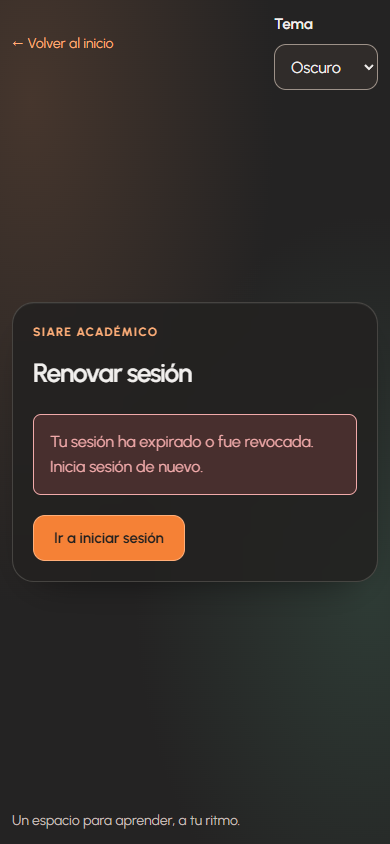 Tema
← Volver al inicio
Oscuro
SIARE ACADÉMICO
Renovar sesión
Tu sesión ha expirado o fue revocada.
Inicia sesión de nuevo.
Ir a iniciar sesión
Un espacio para aprender, a tu ritmo.